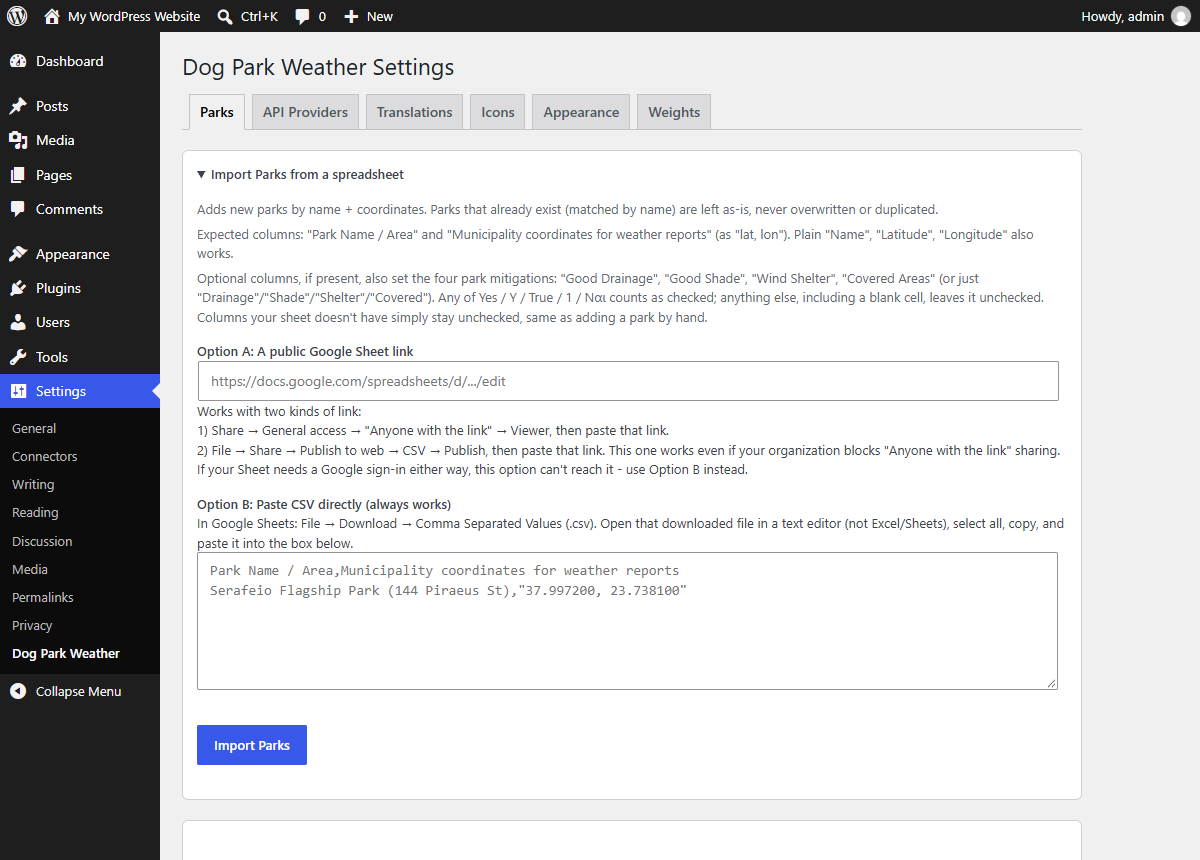 My WordPress Website
Ctrl+K
0
New
Howdy, admin
Dashboard
Posts
Media
Pages
Comments
Appearance
Plugins
Users
Tools
Settings
General
Connectors
Writing
Reading
Discussion
Media
Permalinks
Privacy
Dog Park Weather
Collapse Menu
Dog Park Weather Settings
Parks
API Providers
Translations
Icons
Appearance
Weights
▼ Import Parks from a spreadsheet
Adds new parks by name + coordinates. Parks that already exist (matched by name) are left as-is, never overwritten or duplicated.
Expected columns: "Park Name / Area" and "Municipality coordinates for weather reports" (as "lat, lon"). Plain "Name", "Latitude", "Longitude" also
works.
Optional columns, if present, also set the four park mitigations: "Good Drainage", "Good Shade", "Wind Shelter", "Covered Areas" (or just
"Drainage"/"Shade"/"Shelter"/"Covered"). Any of Yes / Y / True / 1 / Ναι counts as checked; anything else, including a blank cell, leaves it unchecked.
Columns your sheet doesn't have simply stay unchecked, same as adding a park by hand.
Option A: A public Google Sheet link
https://docs.google.com/spreadsheets/d/.../edit
Works with two kinds of link:
1) Share → General access → "Anyone with the link" → Viewer, then paste that link.
2) File → Share → Publish to web → CSV → Publish, then paste that link. This one works even if your organization blocks "Anyone with the link" sharing.
If your Sheet needs a Google sign-in either way, this option can't reach it - use Option B instead.
Option B: Paste CSV directly (always works)
In Google Sheets: File → Download → Comma Separated Values (.csv). Open that downloaded file in a text editor (not Excel/Sheets), select all, copy, and
paste it into the box below.
Park Name / Area,Municipality coordinates for weather reports
Serafeio Flagship Park (144 Piraeus St),"37.997200, 23.738100"
Import Parks